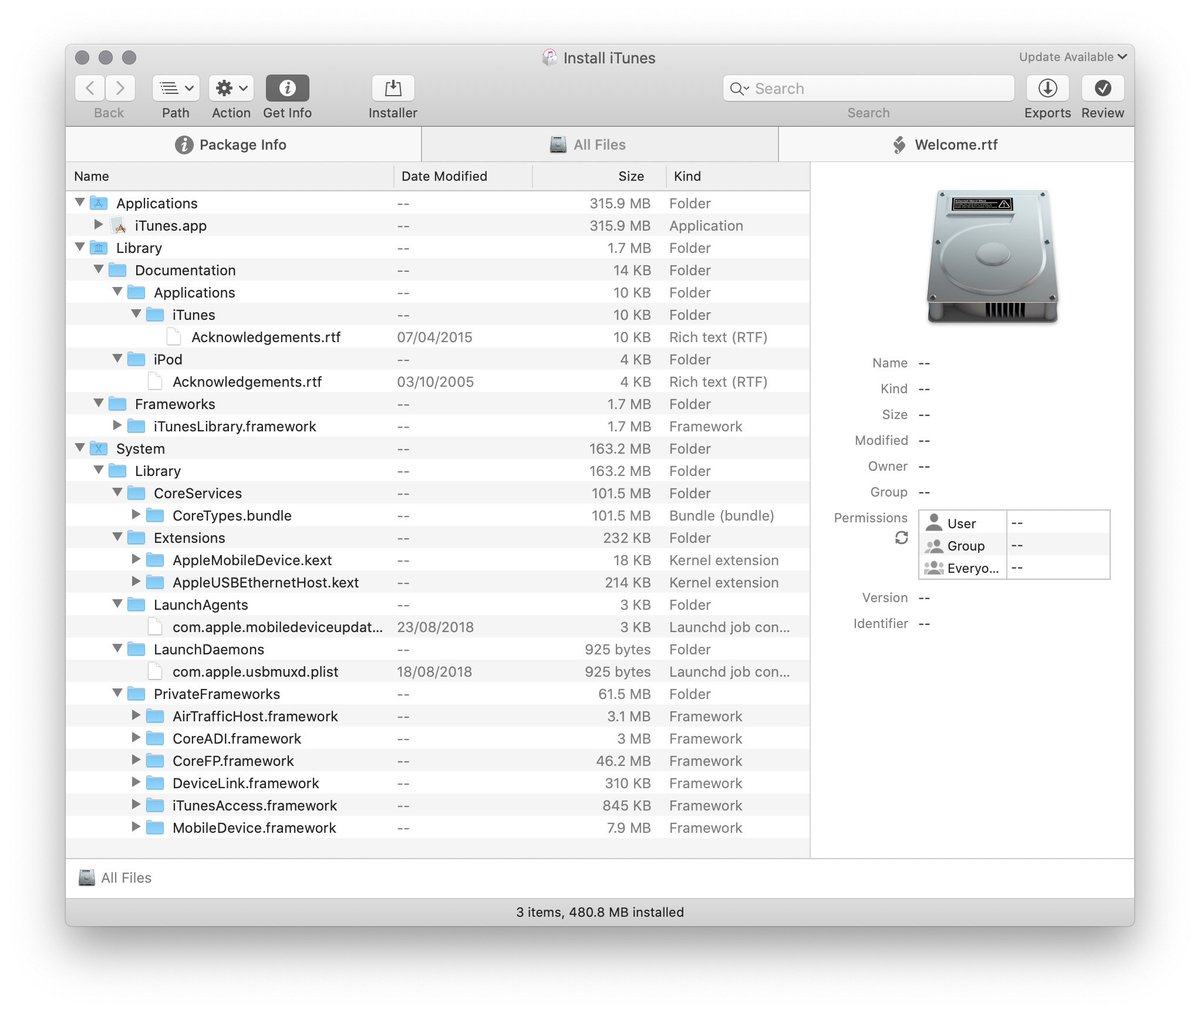 Install iTunes
Update Available
Back
Path
Action
Get Info
Installer
Search
Search
Exports
Review
Package Info
All Files
Welcome.rtf
Name Date Modified Size Kind
Applications -- 315.9 MB Folder
iTunes.app -- 315.9 MB Application
Library -- 1.7 MB Folder
Documentation -- 14 KB Folder
Applications -- 10 KB Folder
iTunes -- 10 KB Folder
Acknowledgements.rtf 07/04/2015 10 KB Rich text (RTF)
iPod -- 4 KB Folder
Acknowledgements.rtf 03/10/2005 4 KB Rich text (RTF)
Frameworks -- 1.7 MB Folder
iTunesLibrary.framework -- 1.7 MB Framework
System -- 163.2 MB Folder
Library -- 163.2 MB Folder
CoreServices -- 101.5 MB Folder
CoreTypes.bundle -- 101.5 MB Bundle (bundle)
Extensions -- 232 KB Folder
AppleMobileDevice.kext -- 18 KB Kernel extension
AppleUSBEthernetHost.kext -- 214 KB Kernel extension
LaunchAgents -- 3 KB Folder
com.apple.mobiledeviceupdat... 23/08/2018 3 KB Launchd job con...
LaunchDaemons -- 925 bytes Folder
com.apple.usbmuxd.plist 18/08/2018 925 bytes Launchd job con...
PrivateFrameworks -- 61.5 MB Folder
AirTrafficHost.framework -- 3.1 MB Framework
CoreADI.framework -- 3 MB Framework
CoreFP.framework -- 46.2 MB Framework
DeviceLink.framework -- 310 KB Framework
iTunesAccess.framework -- 845 KB Framework
MobileDevice.framework -- 7.9 MB Framework
Name --
Kind --
Size --
Modified --
Owner --
Group --
Permissions
User --
Group --
Everyo... --
Version --
Identifier --
All Files
3 items, 480.8 MB installed